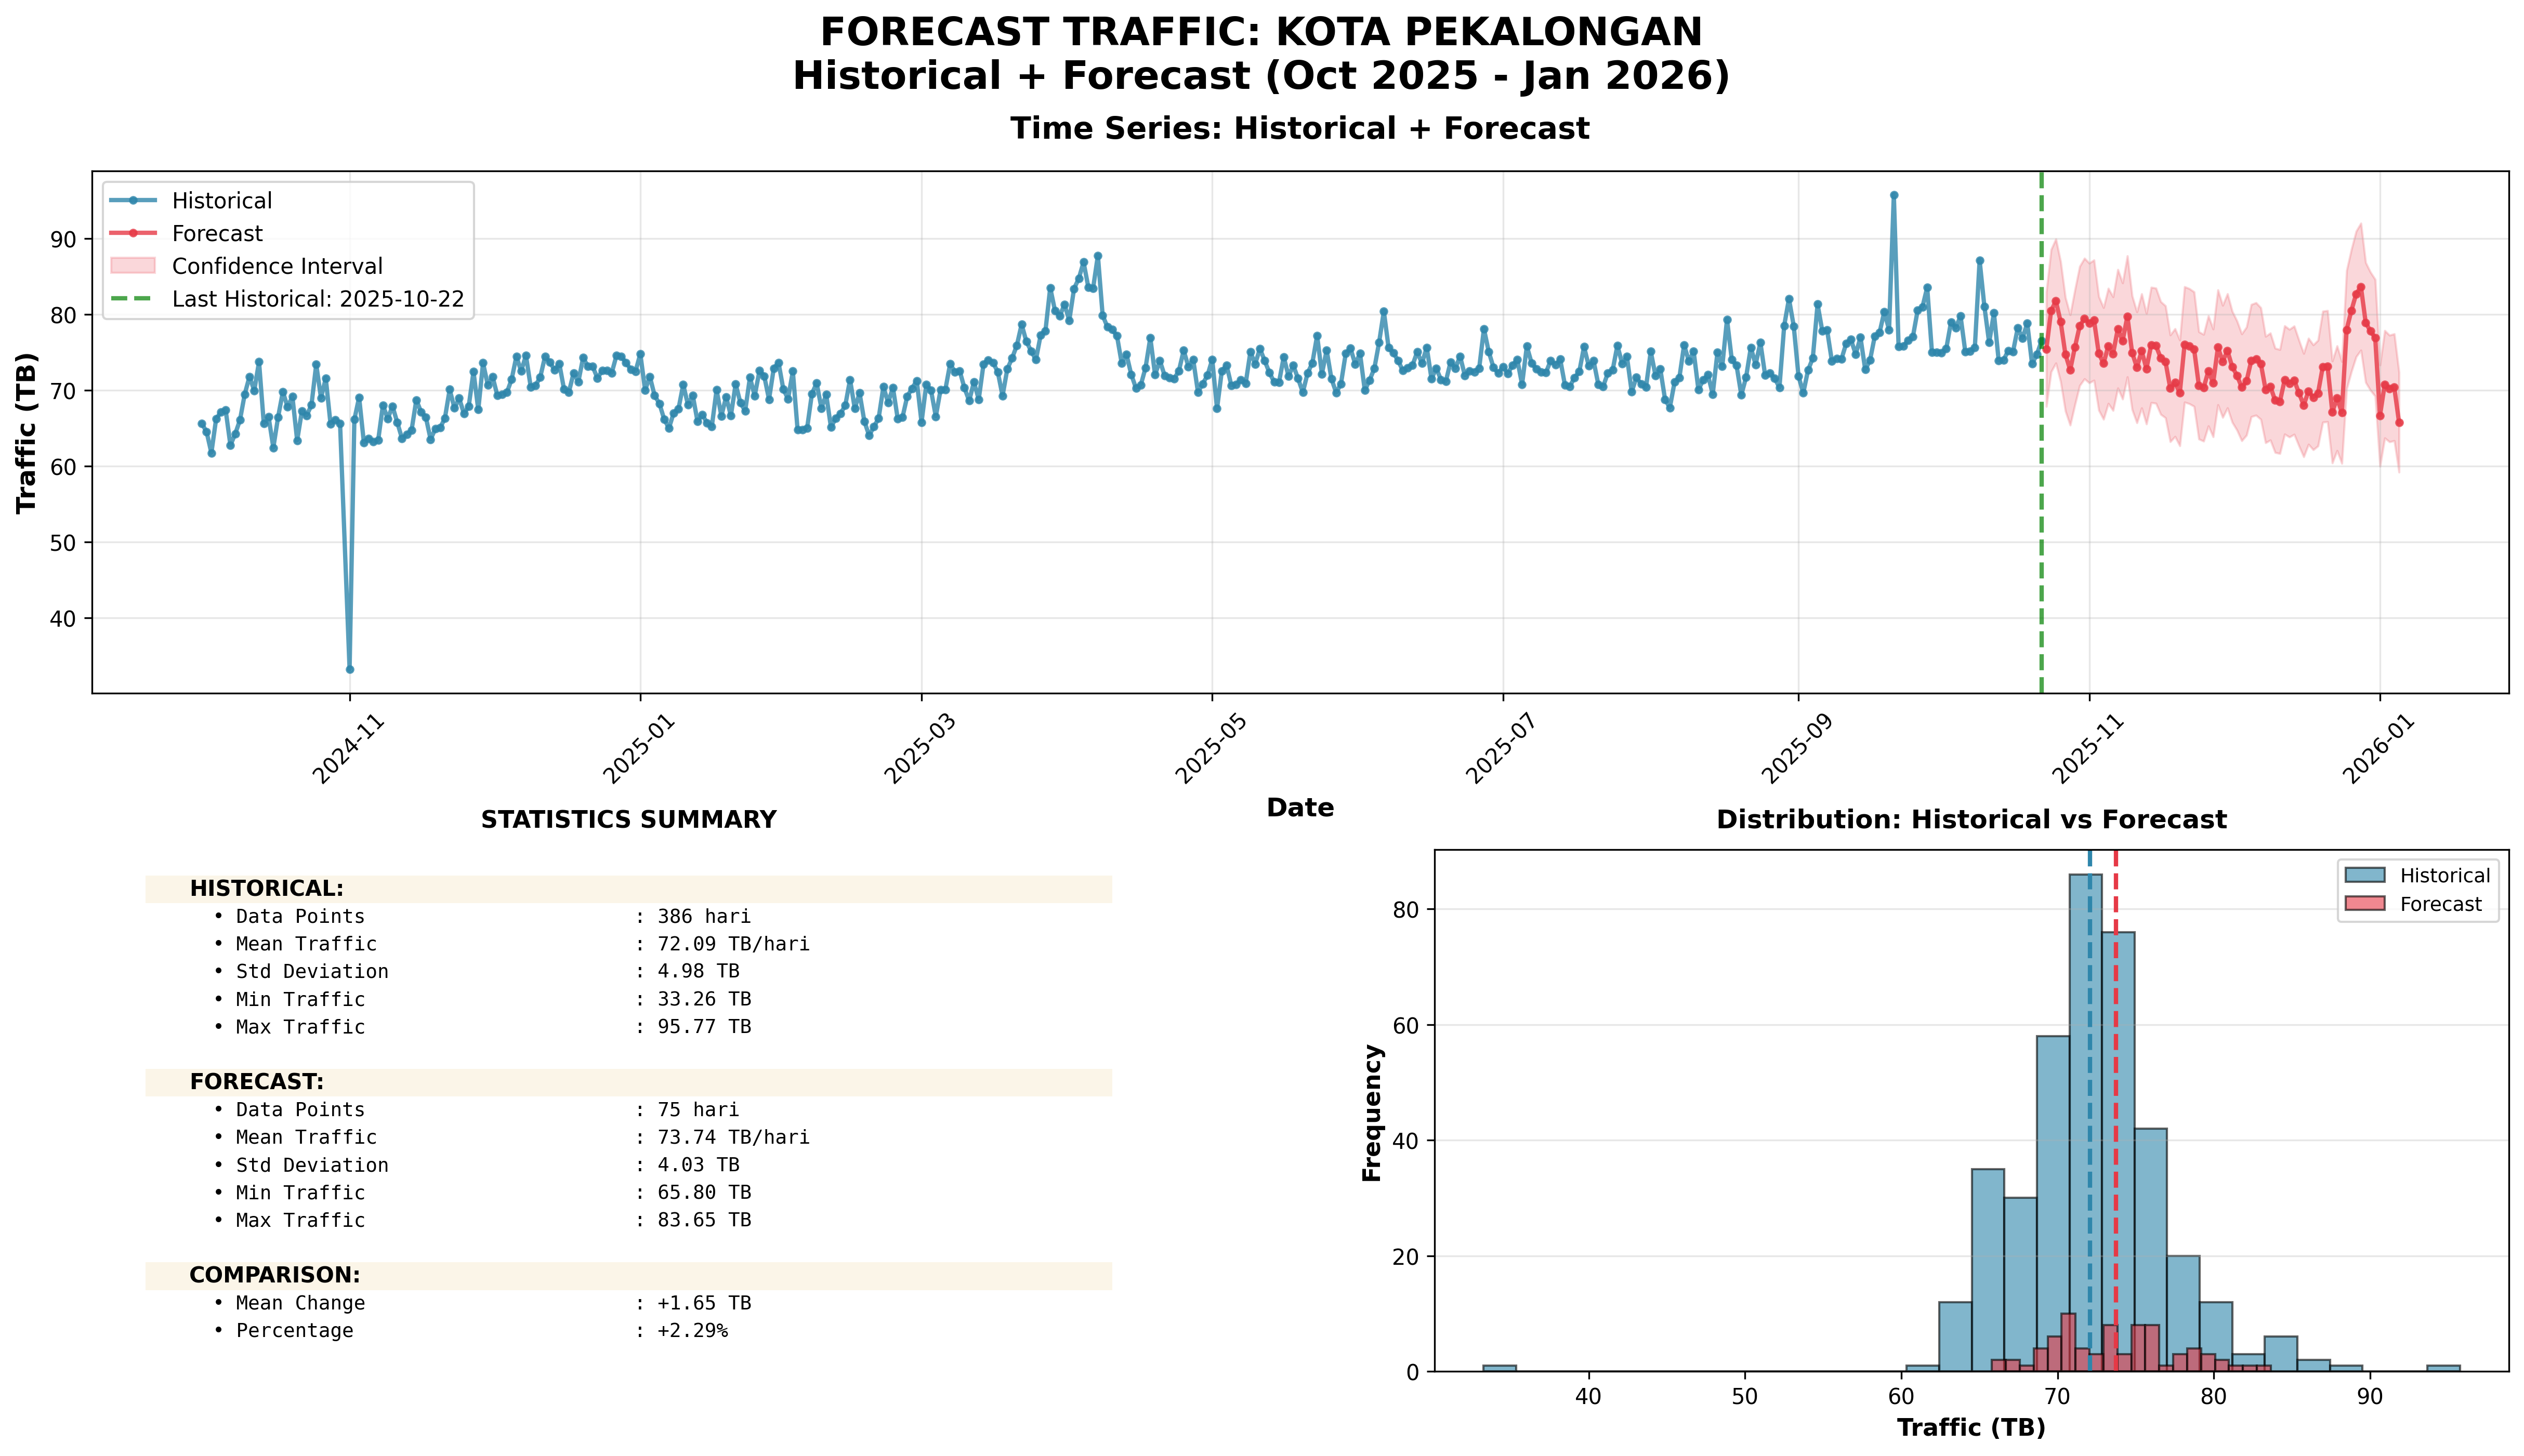 FORECAST TRAFFIC: KOTA PEKALONGAN
Historical + Forecast (Oct 2025 - Jan 2026)
Time Series: Historical + Forecast
Historical
Forecast
Confidence Interval
Last Historical: 2025-10-22
Traffic (TB)
90
80
70
60
50
40
2024-11
2025-01
2025-03
2025-05
2025-07
2025-09
2025-11
2026-01
Date
STATISTICS SUMMARY
HISTORICAL:
• Data Points : 386 hari
• Mean Traffic : 72.09 TB/hari
• Std Deviation : 4.98 TB
• Min Traffic : 33.26 TB
• Max Traffic : 95.77 TB
FORECAST:
• Data Points : 75 hari
• Mean Traffic : 73.74 TB/hari
• Std Deviation : 4.03 TB
• Min Traffic : 65.80 TB
• Max Traffic : 83.65 TB
COMPARISON:
• Mean Change : +1.65 TB
• Percentage : +2.29%
Distribution: Historical vs Forecast
Historical
Forecast
Frequency
80
60
40
20
0
40
50
60
70
80
90
Traffic (TB)